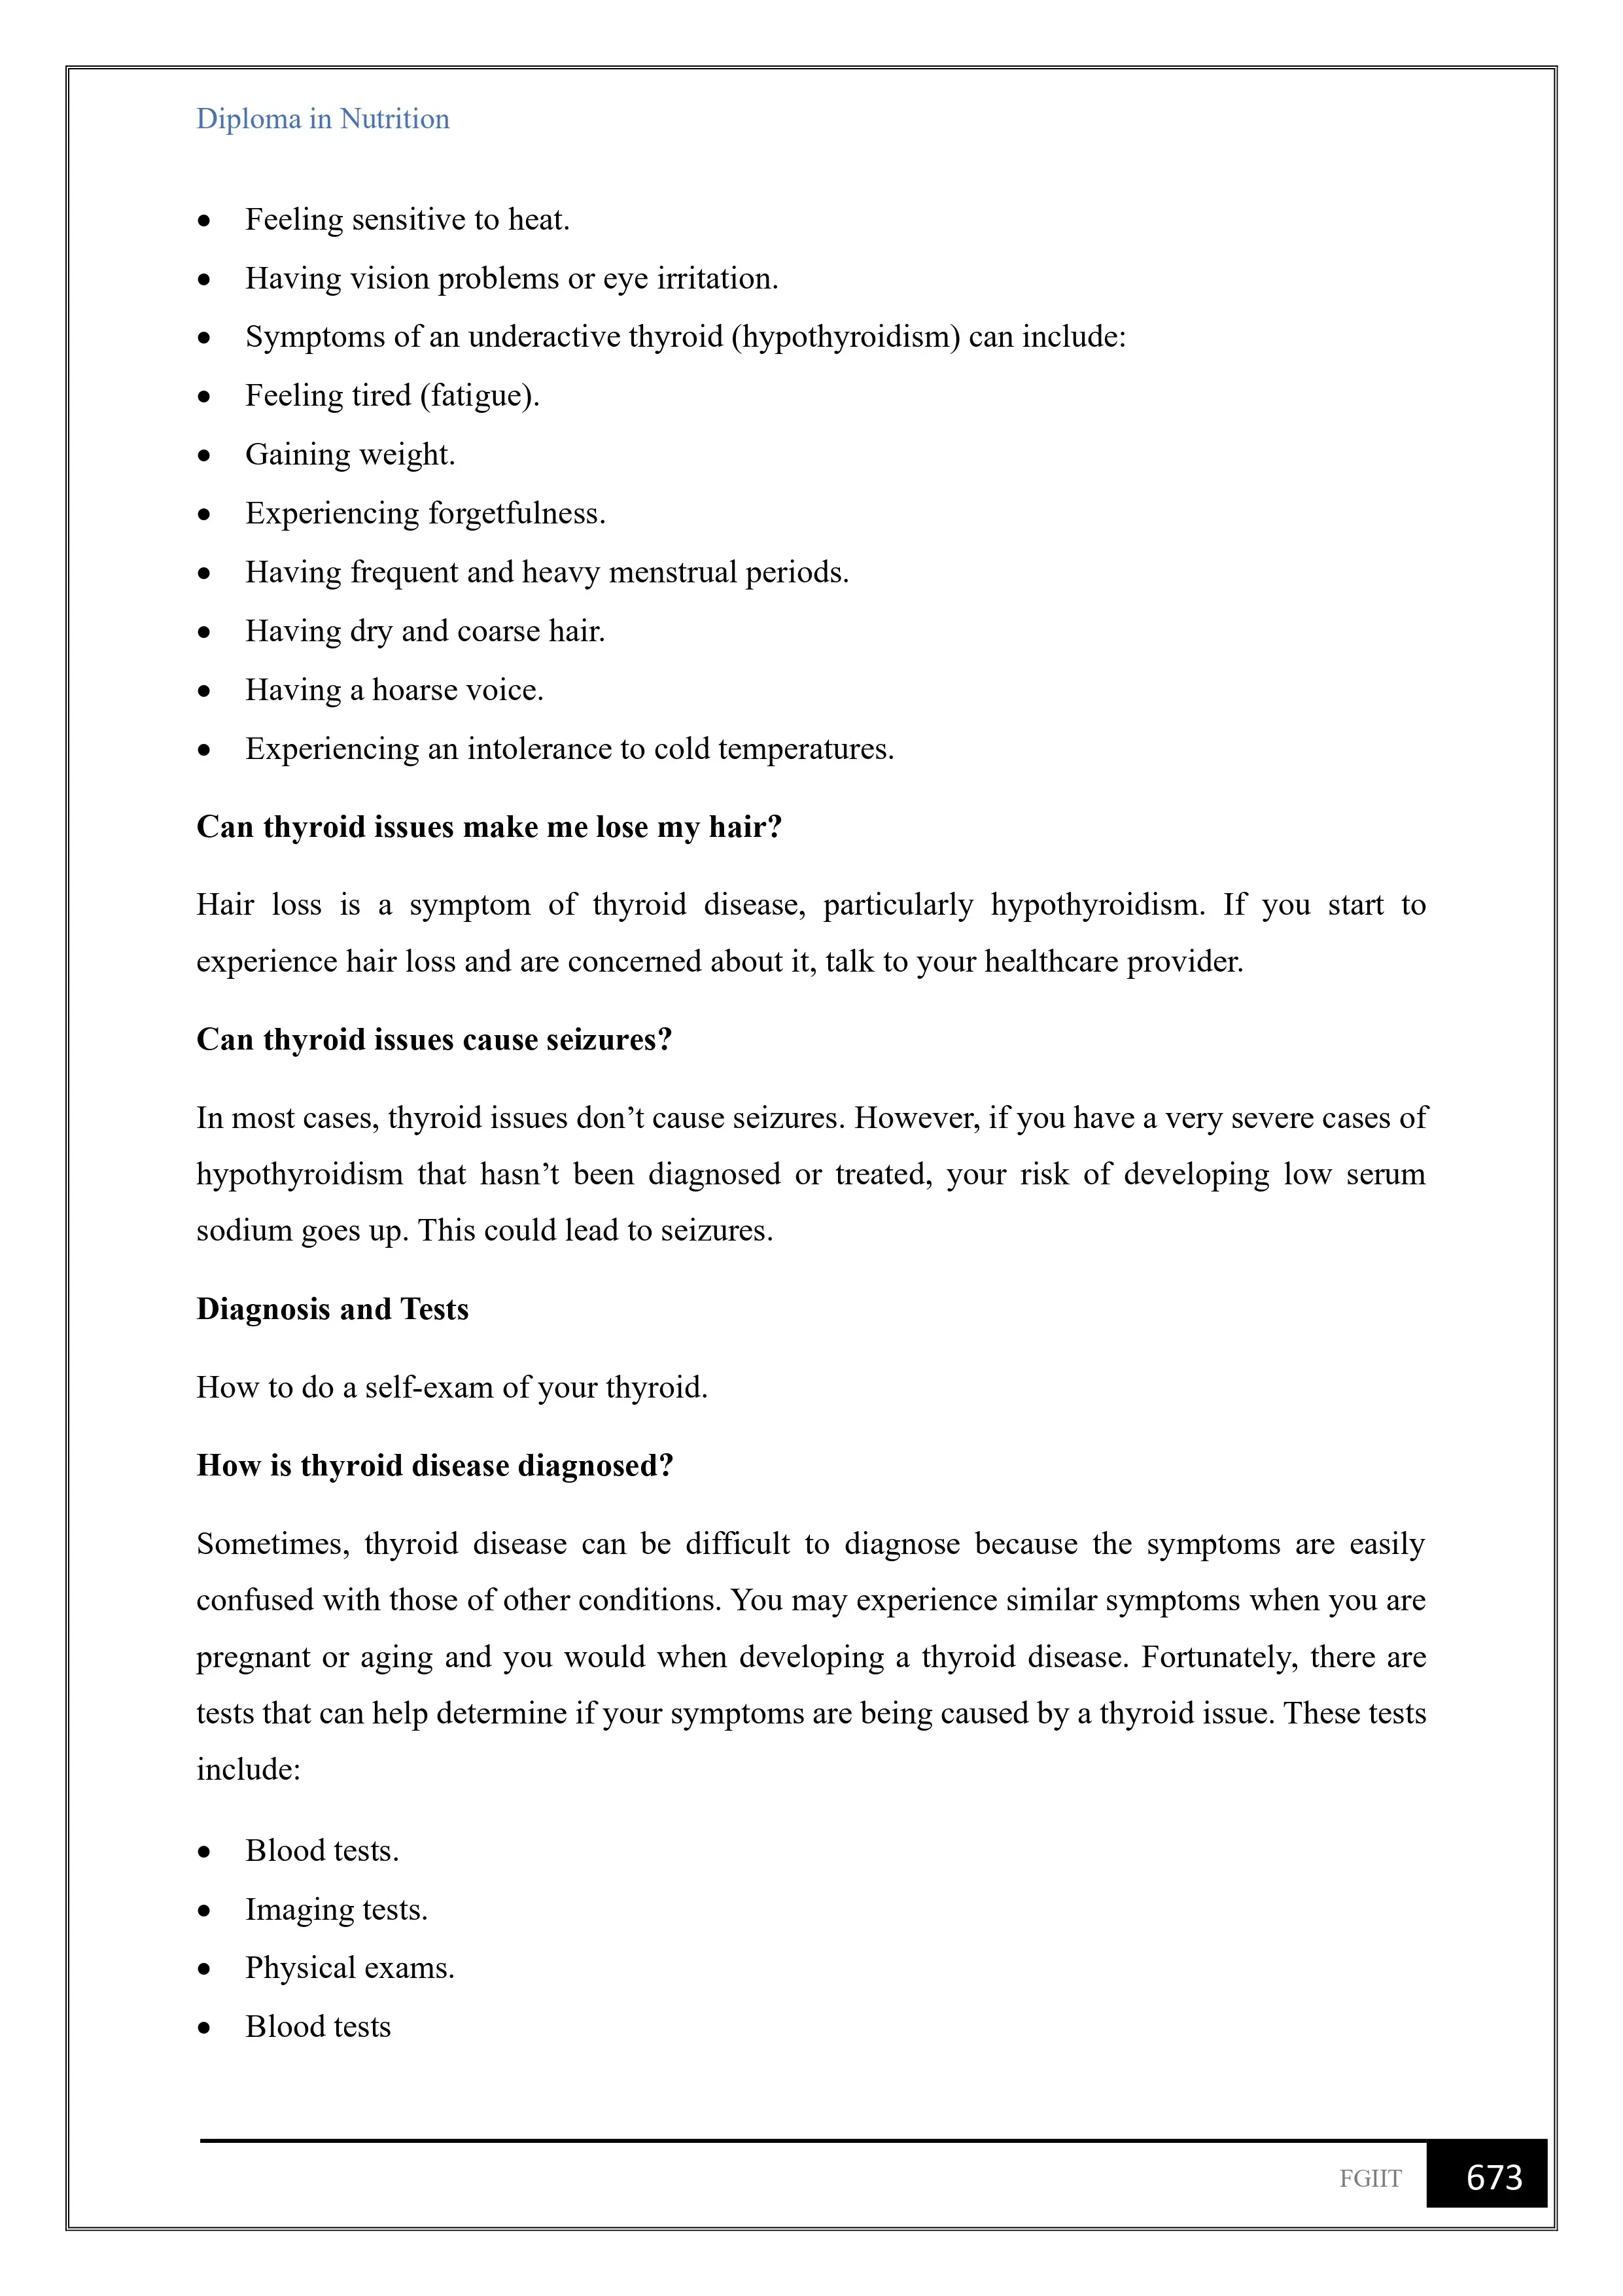 Diploma in Nutrition
• Feeling sensitive to heat.
• Having vision problems or eye irritation.
• Symptoms of an underactive thyroid (hypothyroidism) can include:
• Feeling tired (fatigue).
• Gaining weight.
• Experiencing forgetfulness.
• Having frequent and heavy menstrual periods.
• Having dry and coarse hair.
• Having a hoarse voice.
• Experiencing an intolerance to cold temperatures.
Can thyroid issues make me lose my hair?
Hair loss is a symptom of thyroid disease, particularly hypothyroidism. If you start to
experience hair loss and are concerned about it, talk to your healthcare provider.
Can thyroid issues cause seizures?
In most cases, thyroid issues don’t cause seizures. However, if you have a very severe cases of
hypothyroidism that hasn’t been diagnosed or treated, your risk of developing low serum
sodium goes up. This could lead to seizures.
Diagnosis and Tests
How to do a self-exam of your thyroid.
How is thyroid disease diagnosed?
Sometimes, thyroid disease can be difficult to diagnose because the symptoms are easily
confused with those of other conditions. You may experience similar symptoms when you are
pregnant or aging and you would when developing a thyroid disease. Fortunately, there are
tests that can help determine if your symptoms are being caused by a thyroid issue. These tests
include:
• Blood tests.
• Imaging tests.
• Physical exams.
• Blood tests
FGIIT 673